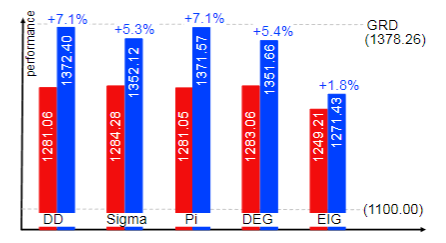 +7.1%
+5.3%
+7.1%
+5.4%
+1.8%
GRD
(1378.26)
performance
1281.06
1372.40
1284.28
1352.12
1281.05
1371.57
1283.06
1351.66
1249.21
1271.43
(1100.00)
DD
Sigma
Pi
DEG
EIG